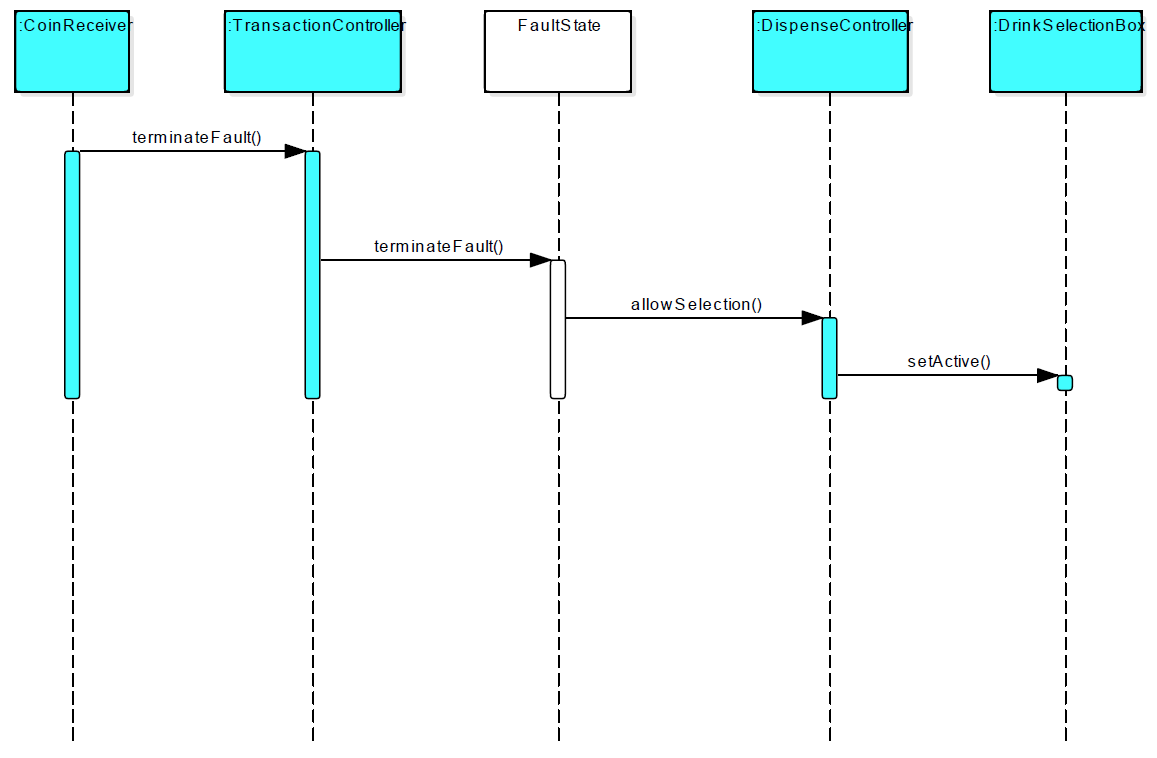 :CoinReceiver
:TransactionController
FaultState
:DispenseController
:DrinkSelectionBox
terminateFault()
terminateFault()
allowSelection()
setActive()